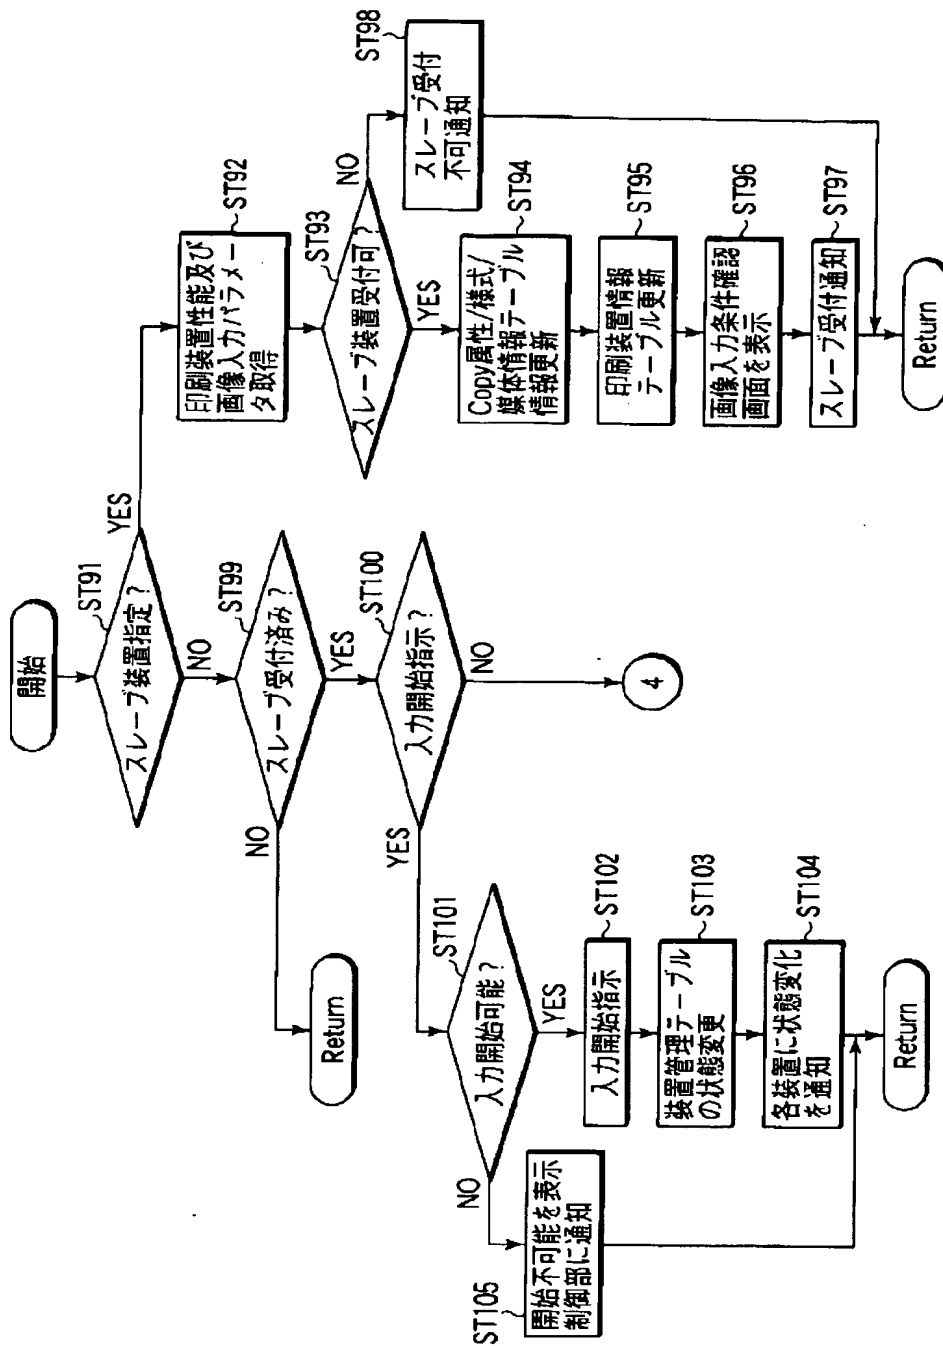 開始
ST91
スレーブ装置指定?
YES
NO
ST92
印刷装置性能及び
画像入力パラメー
タ取得
ST93
スレーブ装置受付可?
NO
YES
ST98
スレーブ受付
不可通知
ST94
Copy属性/様式/
媒体情報テーブル
情報更新
ST95
印刷装置情報
テーブル更新
ST96
画像入力条件確認
画面を表示
ST97
スレーブ受付通知
Return
ST99
スレーブ受付済み?
NO
YES
Return
ST100
入力開始指示?
YES
NO
4
ST101
入力開始可能?
NO
YES
ST102
入力開始指示
ST103
装置管理テーブル
の状態変更
ST104
各装置に状態変化
を通知
ST105
開始不可能を表示
制御部に通知
Return